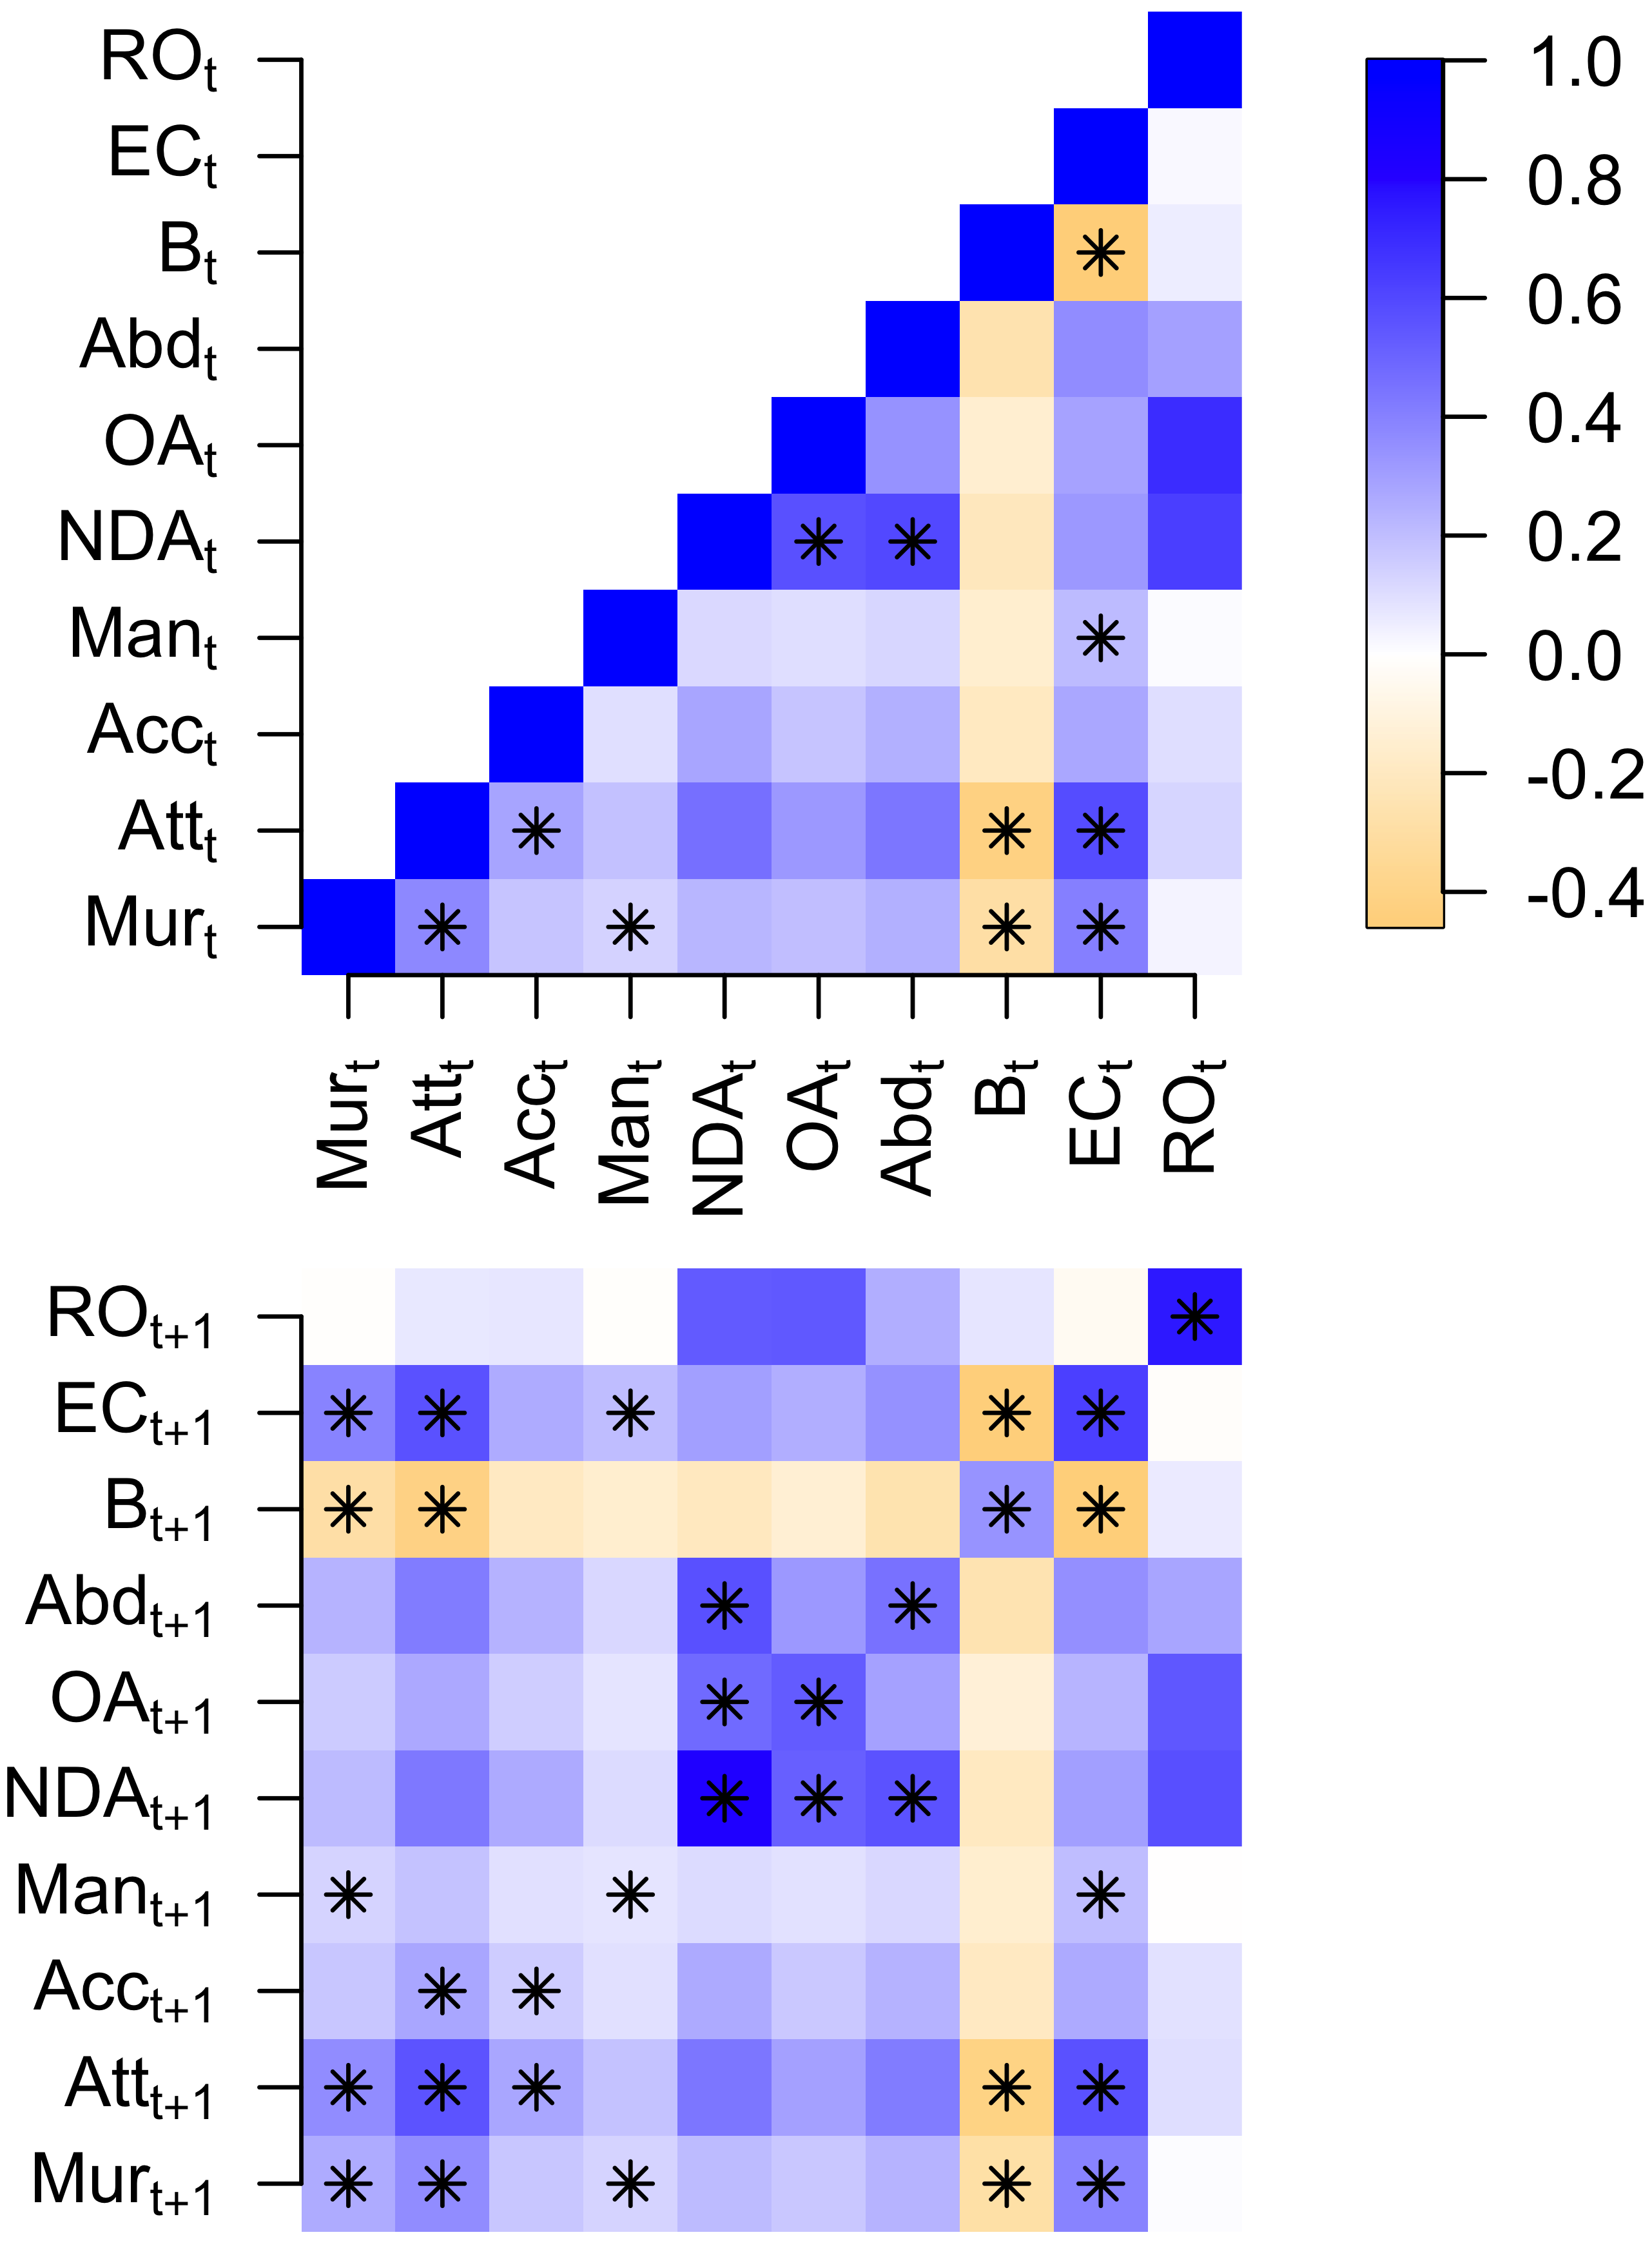 ROt
ECt
Bt
Abdt
OAt
NDAt
Mant
Acct
Attt
Murt
1.0
0.8
0.6
0.4
0.2
0.0
-0.2
-0.4
Murt
Attt
Acct
Mant
NDAt
OAt
Abdt
Bt
ECt
ROt
ROt+1
ECt+1
Bt+1
Abdt+1
OAt+1
NDAt+1
Mant+1
Acct+1
Attt+1
Murt+1